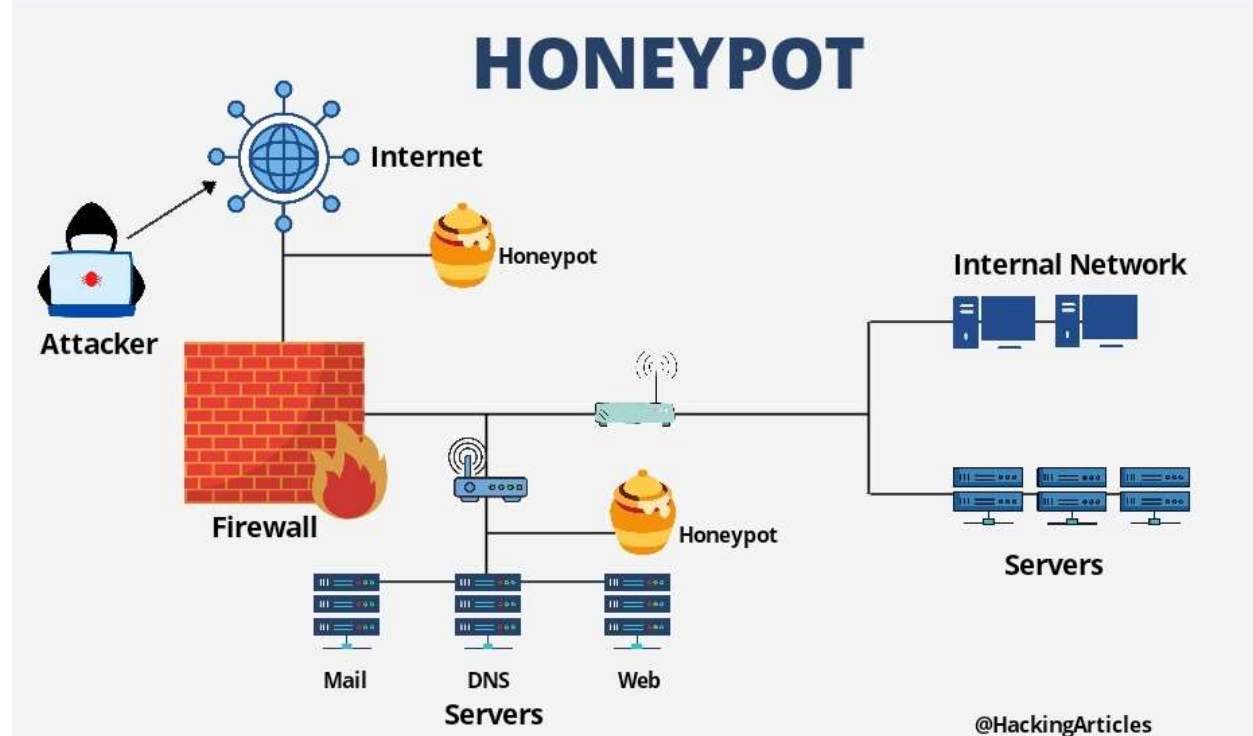 HONEYPOT
Internet
Honeypot
Attacker
Internal Network
Firewall
Honeypot
Servers
Mail
DNS
Web
Servers
@HackingArticles